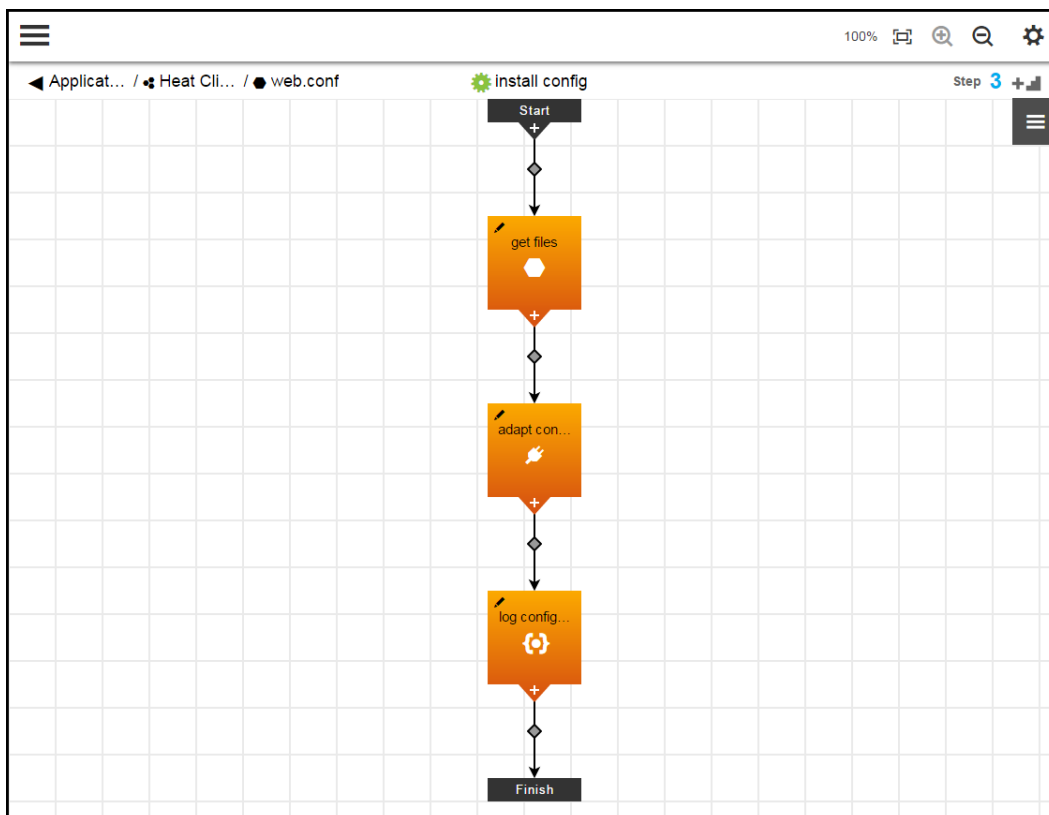 100%
Applicat... / Heat Cli... / web.conf
install config
Step 3
Start
get files
adapt con...
log config...
Finish